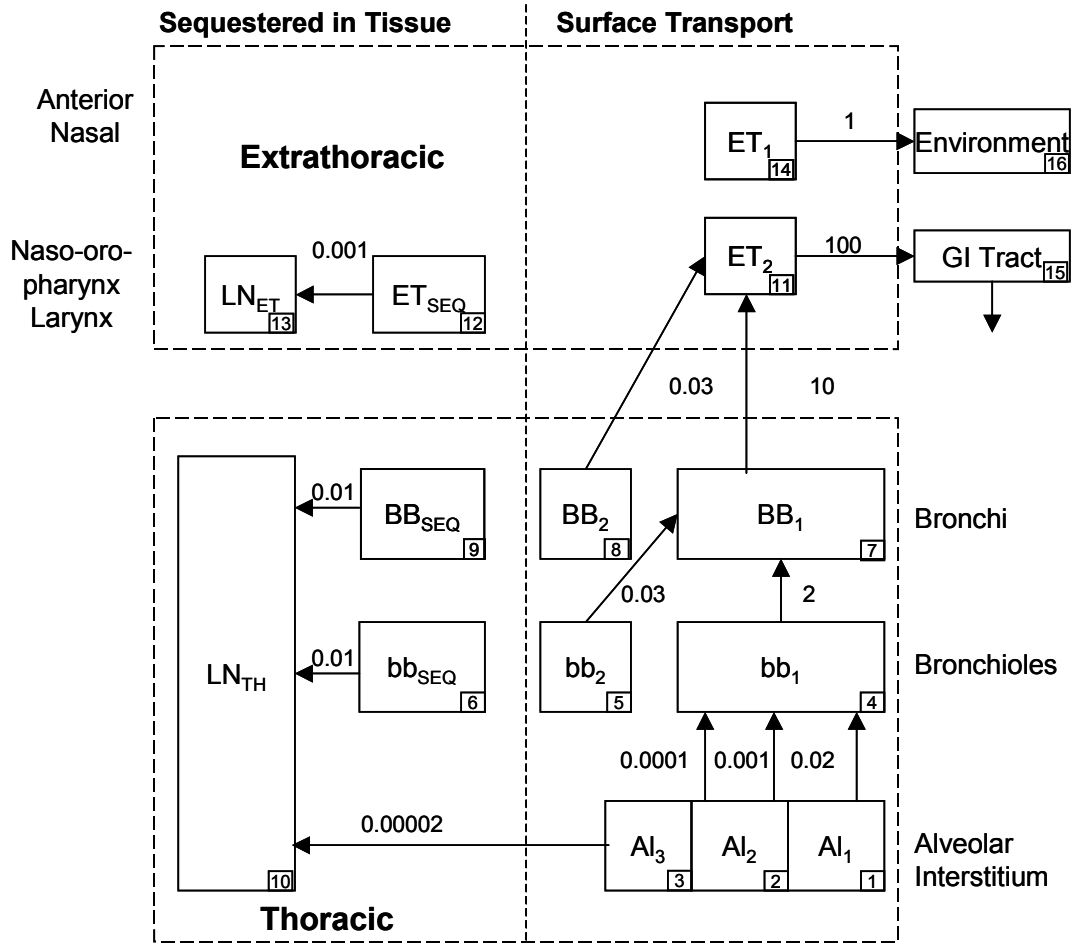 Sequestered in Tissue
Surface Transport
Anterior
Nasal
Extrathoracic
ET1
14
1
Environment
16
Naso-oro-
pharynx
Larynx
LNET
13
0.001
ETSEQ
12
ET2
11
100
GI Tract
15
0.03
10
LNTH
10
0.01
BBSEQ
9
BB2
8
BB1
7
Bronchi
0.03
2
0.01
bbSEQ
6
bb2
5
bb1
4
Bronchioles
0.0001
0.001
0.02
0.00002
AI3
3
AI2
2
AI1
1
Alveolar
Interstitium
Thoracic